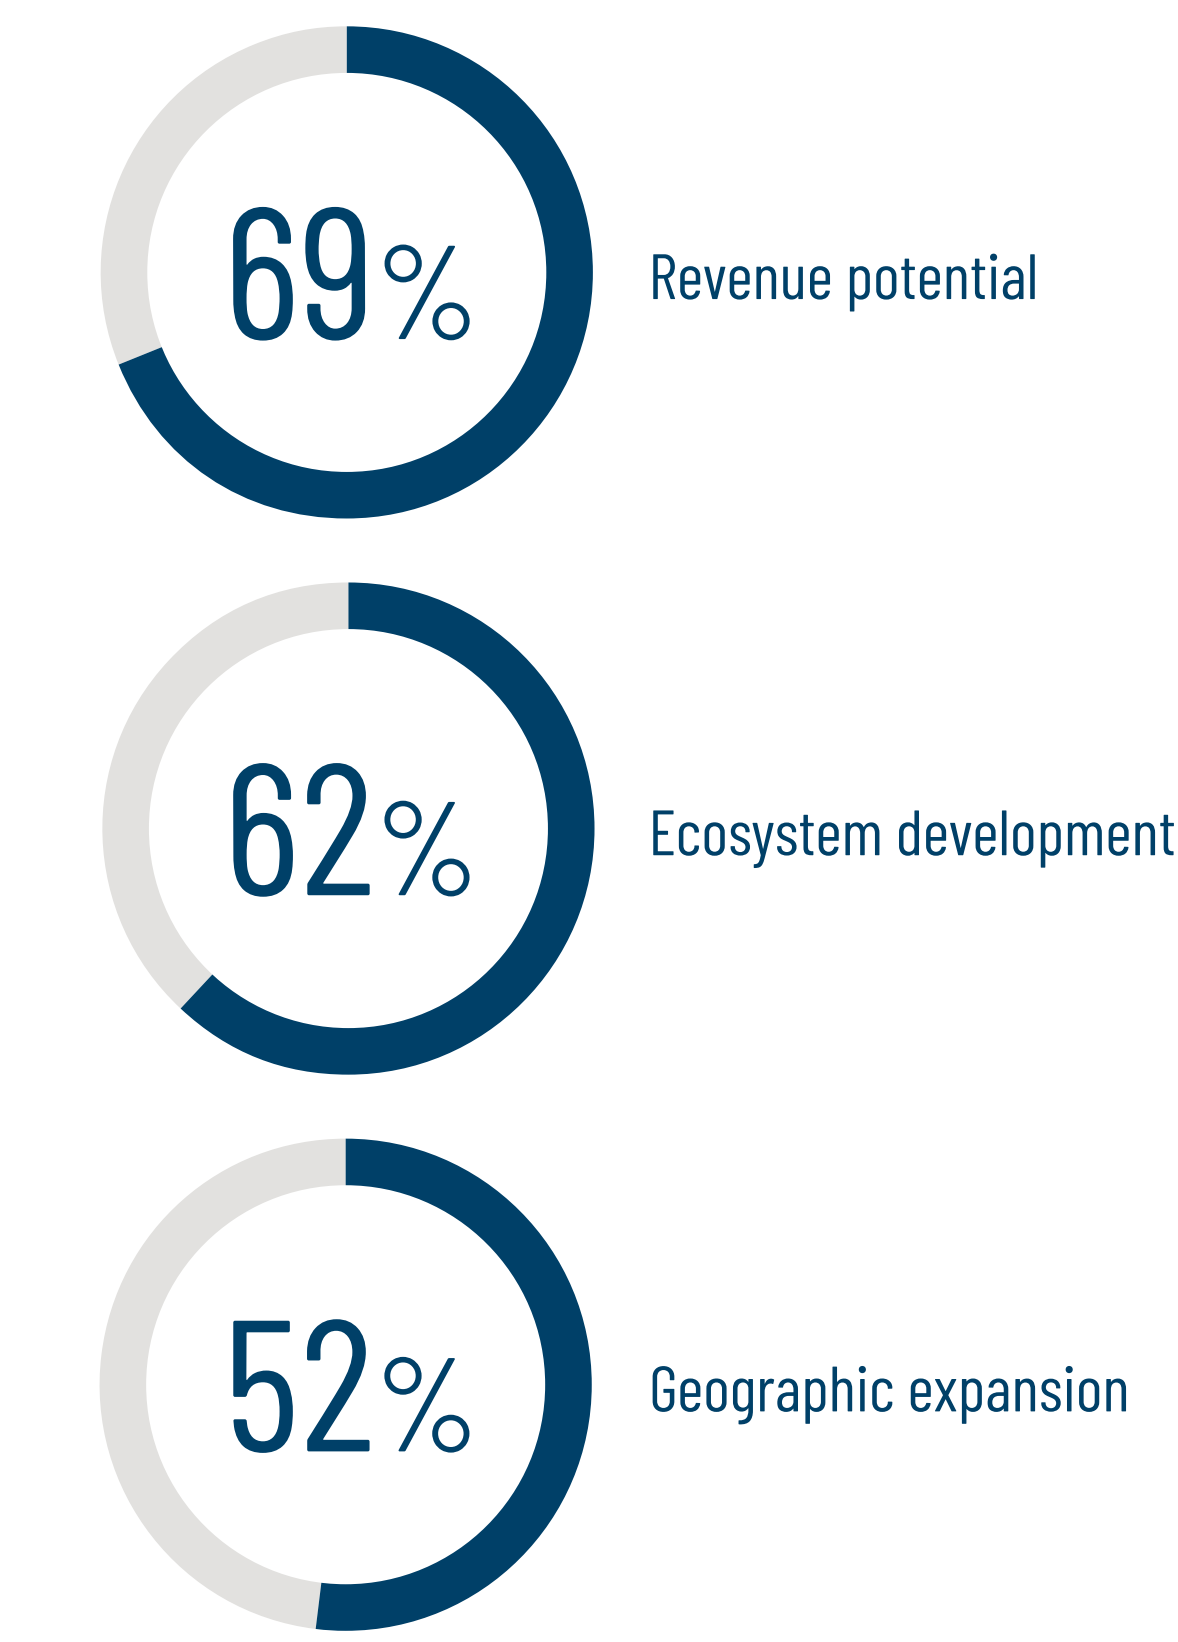 69%
Revenue potential
62%
Ecosystem development
52%
Geographic expansion